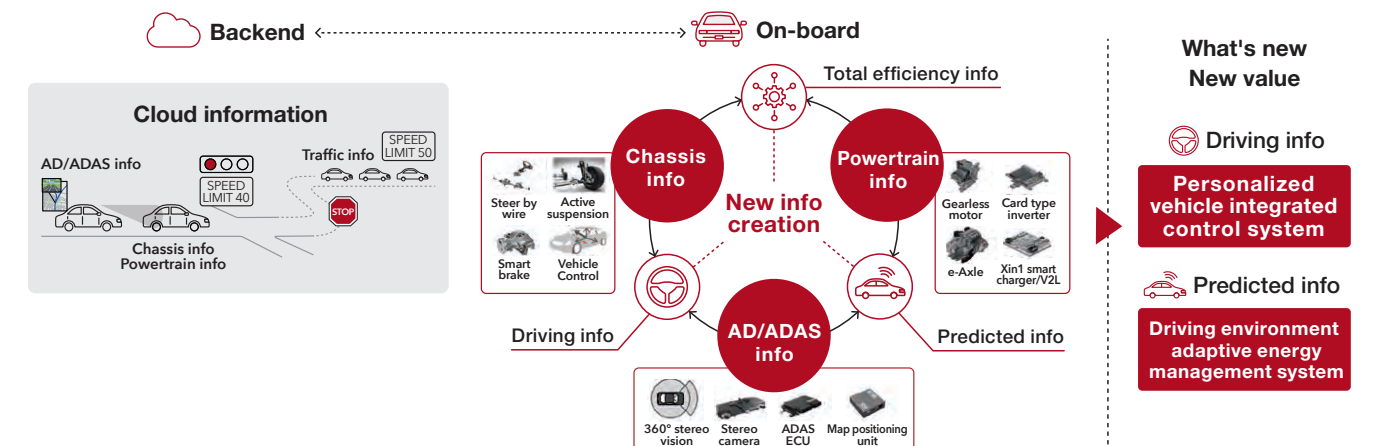 Backend
On-board
Cloud information
AD/ADAS info
SPEED
LIMIT 40
Traffic info
SPEED
LIMIT 50
STOP
Chassis info
Powertrain info
Total efficiency info
Chassis
info
Powertrain
info
Steer by
wire
Active
suspension
Smart
brake
Vehicle
Control
New info
creation
Gearless
motor
Card type
inverter
e-Axle
Xin1 smart
charger/V2L
Driving info
AD/ADAS
info
Predicted info
360° stereo
vision
Stereo
camera
ADAS
ECU
Map positioning
unit
What's new
New value
Driving info
Personalized
vehicle integrated
control system
Predicted info
Driving environment
adaptive energy
management system